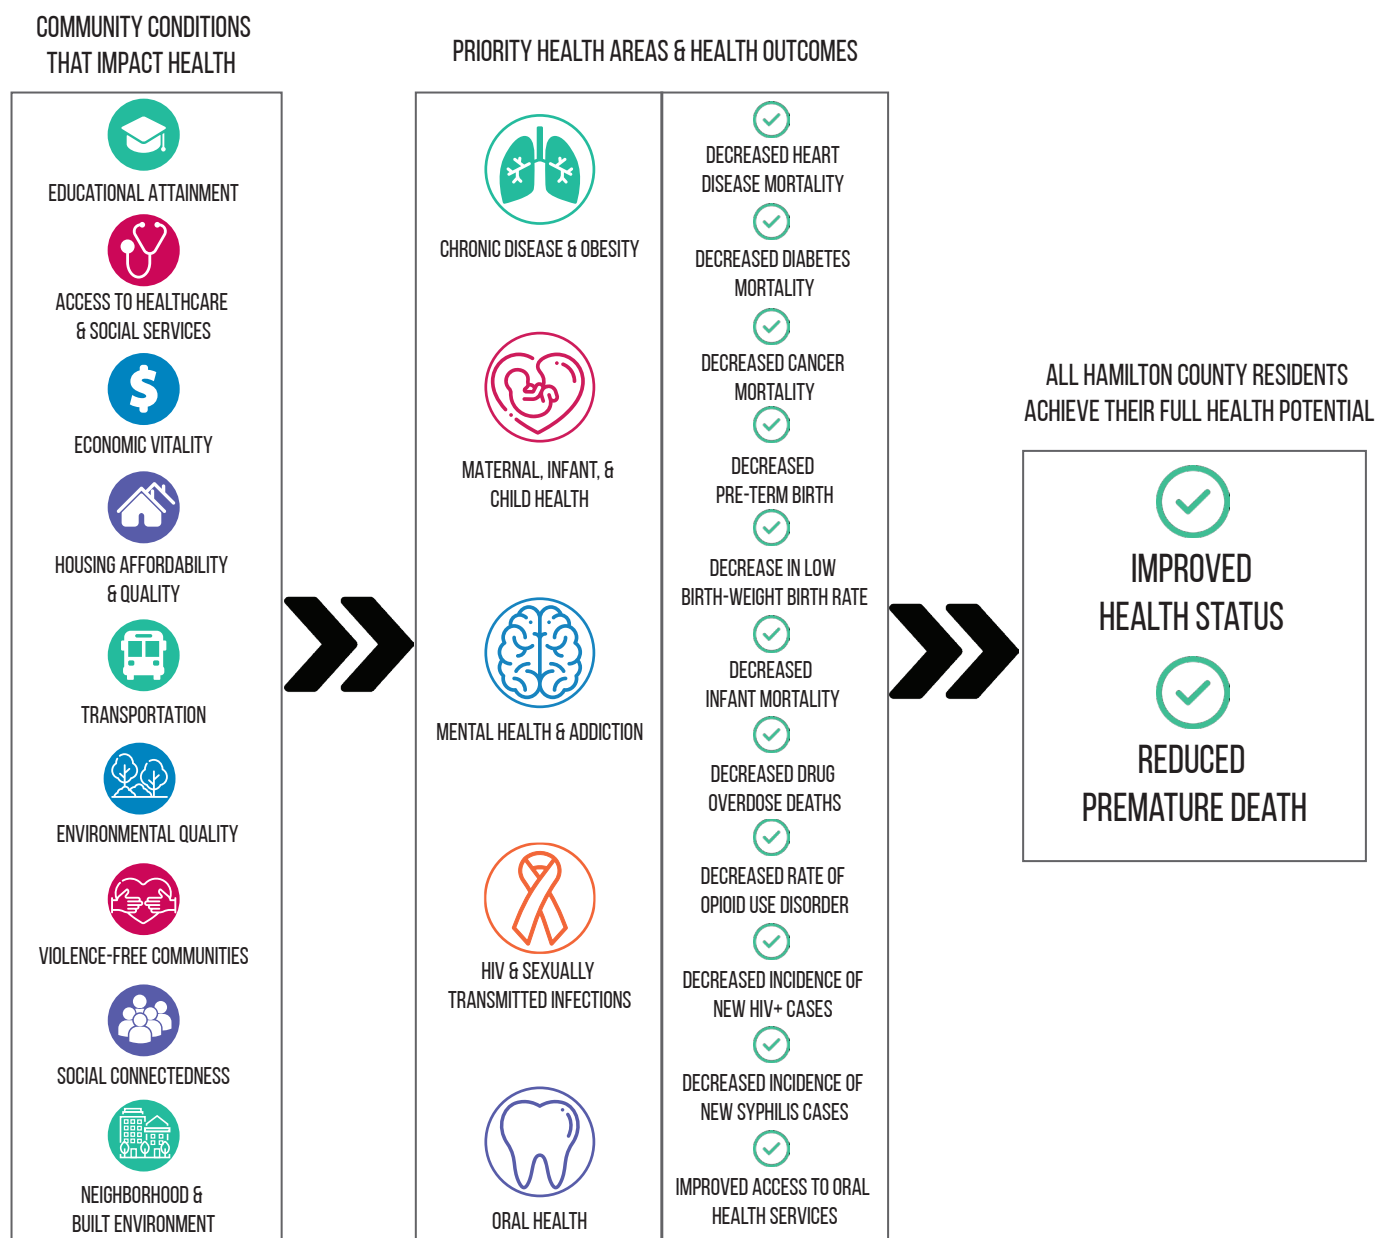 COMMUNITY CONDITIONS
THAT IMPACT HEALTH
EDUCATIONAL ATTAINMENT
ACCESS TO HEALTHCARE
& SOCIAL SERVICES
ECONOMIC VITALITY
HOUSING AFFORDABILITY
& QUALITY
TRANSPORTATION
ENVIRONMENTAL QUALITY
VIOLENCE-FREE COMMUNITIES
SOCIAL CONNECTEDNESS
NEIGHBORHOOD &
BUILT ENVIRONMENT
PRIORITY HEALTH AREAS & HEALTH OUTCOMES
CHRONIC DISEASE & OBESITY
MATERNAL, INFANT, &
CHILD HEALTH
MENTAL HEALTH & ADDICTION
HIV & SEXUALLY
TRANSMITTED INFECTIONS
ORAL HEALTH
DECREASED HEART
DISEASE MORTALITY
DECREASED DIABETES
MORTALITY
DECREASED CANCER
MORTALITY
DECREASED
PRE-TERM BIRTH
DECREASE IN LOW
BIRTH-WEIGHT BIRTH RATE
DECREASED
INFANT MORTALITY
DECREASED DRUG
OVERDOSE DEATHS
DECREASED RATE OF
OPIOID USE DISORDER
DECREASED INCIDENCE OF
NEW HIV+ CASES
DECREASED INCIDENCE OF
NEW SYPHILIS CASES
IMPROVED ACCESS TO ORAL
HEALTH SERVICES
ALL HAMILTON COUNTY RESIDENTS
ACHIEVE THEIR FULL HEALTH POTENTIAL
IMPROVED
HEALTH STATUS
REDUCED
PREMATURE DEATH